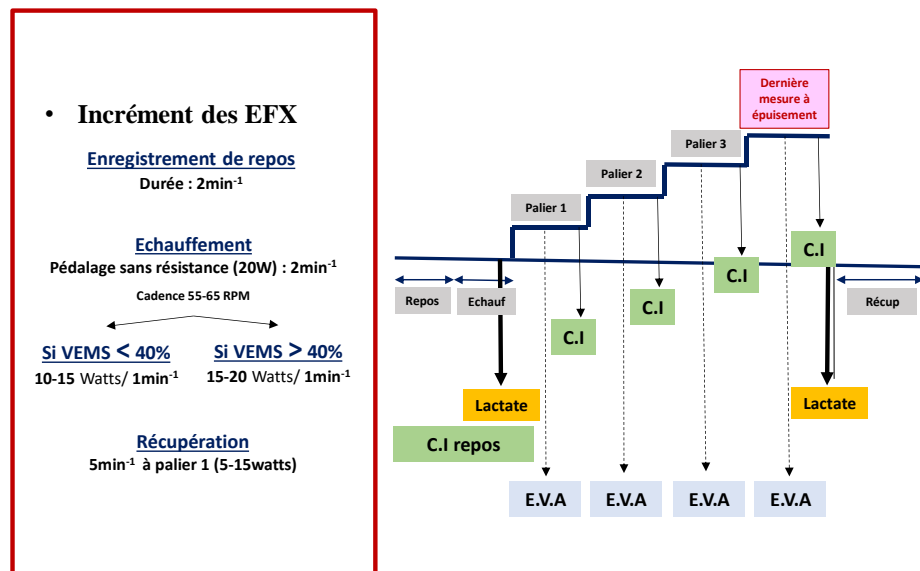 • Incrément des EFX
Enregistrement de repos
Durée : 2min⁻¹
Echauffement
Pédalage sans résistance (20W) : 2min⁻¹
Cadence 55-65 RPM
Si VEMS < 40%
10-15 Watts/ 1min⁻¹
Si VEMS > 40%
15-20 Watts/ 1min⁻¹
Récupération
5min⁻¹ à palier 1 (5-15watts)
Dernière
mesure à
épuisement
Palier 3
Palier 2
Palier 1
C.I
C.I
Repos
Echauf
Récup
C.I
C.I
Lactate
Lactate
C.I repos
E.V.A
E.V.A
E.V.A
E.V.A